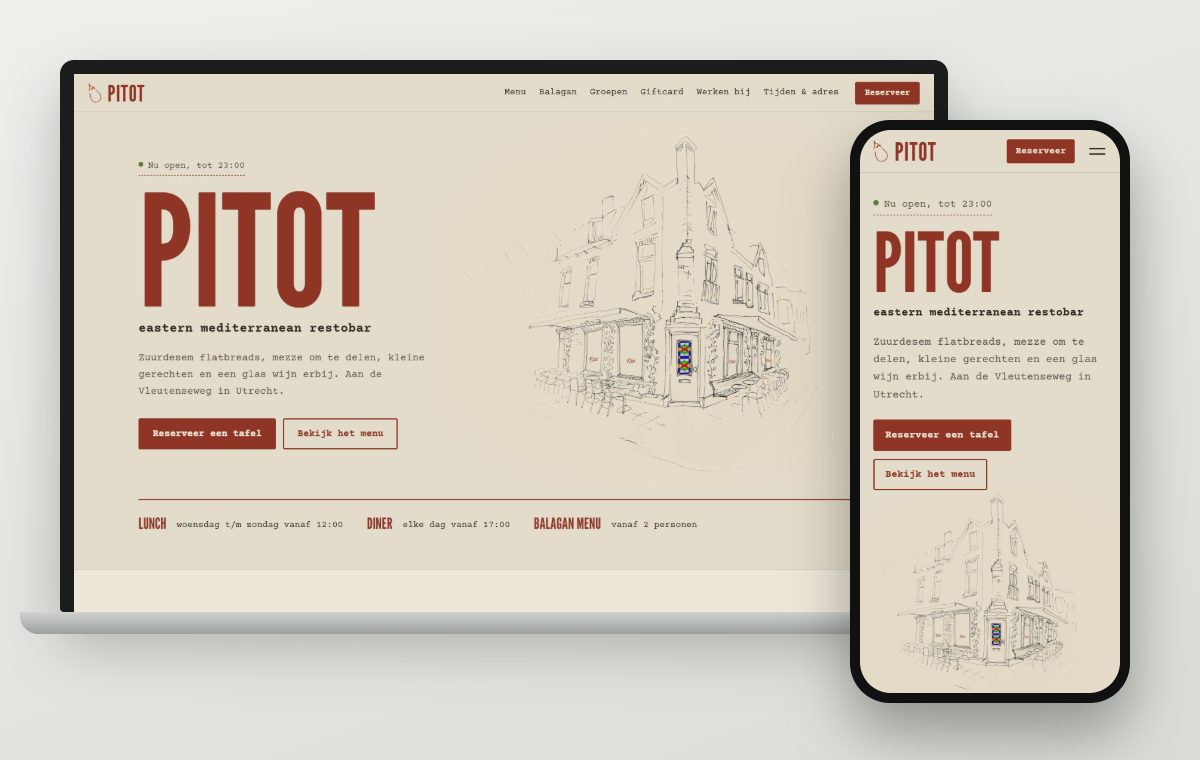 PITOT
Menu Balagan Groepen Giftcard Werken bij Tijden & adres Reserveer
Nu open, tot 23:00
PITOT
eastern mediterranean restobar
Zuurdesem flatbreads, mezze om te delen, kleine
gerechten en een glas wijn erbij. Aan de
Vleutenseweg in Utrecht.
Reserveer een tafel Bekijk het menu
LUNCH woensdag t/m zondag vanaf 12:00 DINER elke dag vanaf 17:00 BALAGAN MENU vanaf 2 personen
PITOT Reserveer
Nu open, tot 23:00
PITOT
eastern mediterranean restobar
Zuurdesem flatbreads, mezze om te
delen, kleine gerechten en een glas
wijn erbij. Aan de Vleutenseweg in
Utrecht.
Reserveer een tafel
Bekijk het menu